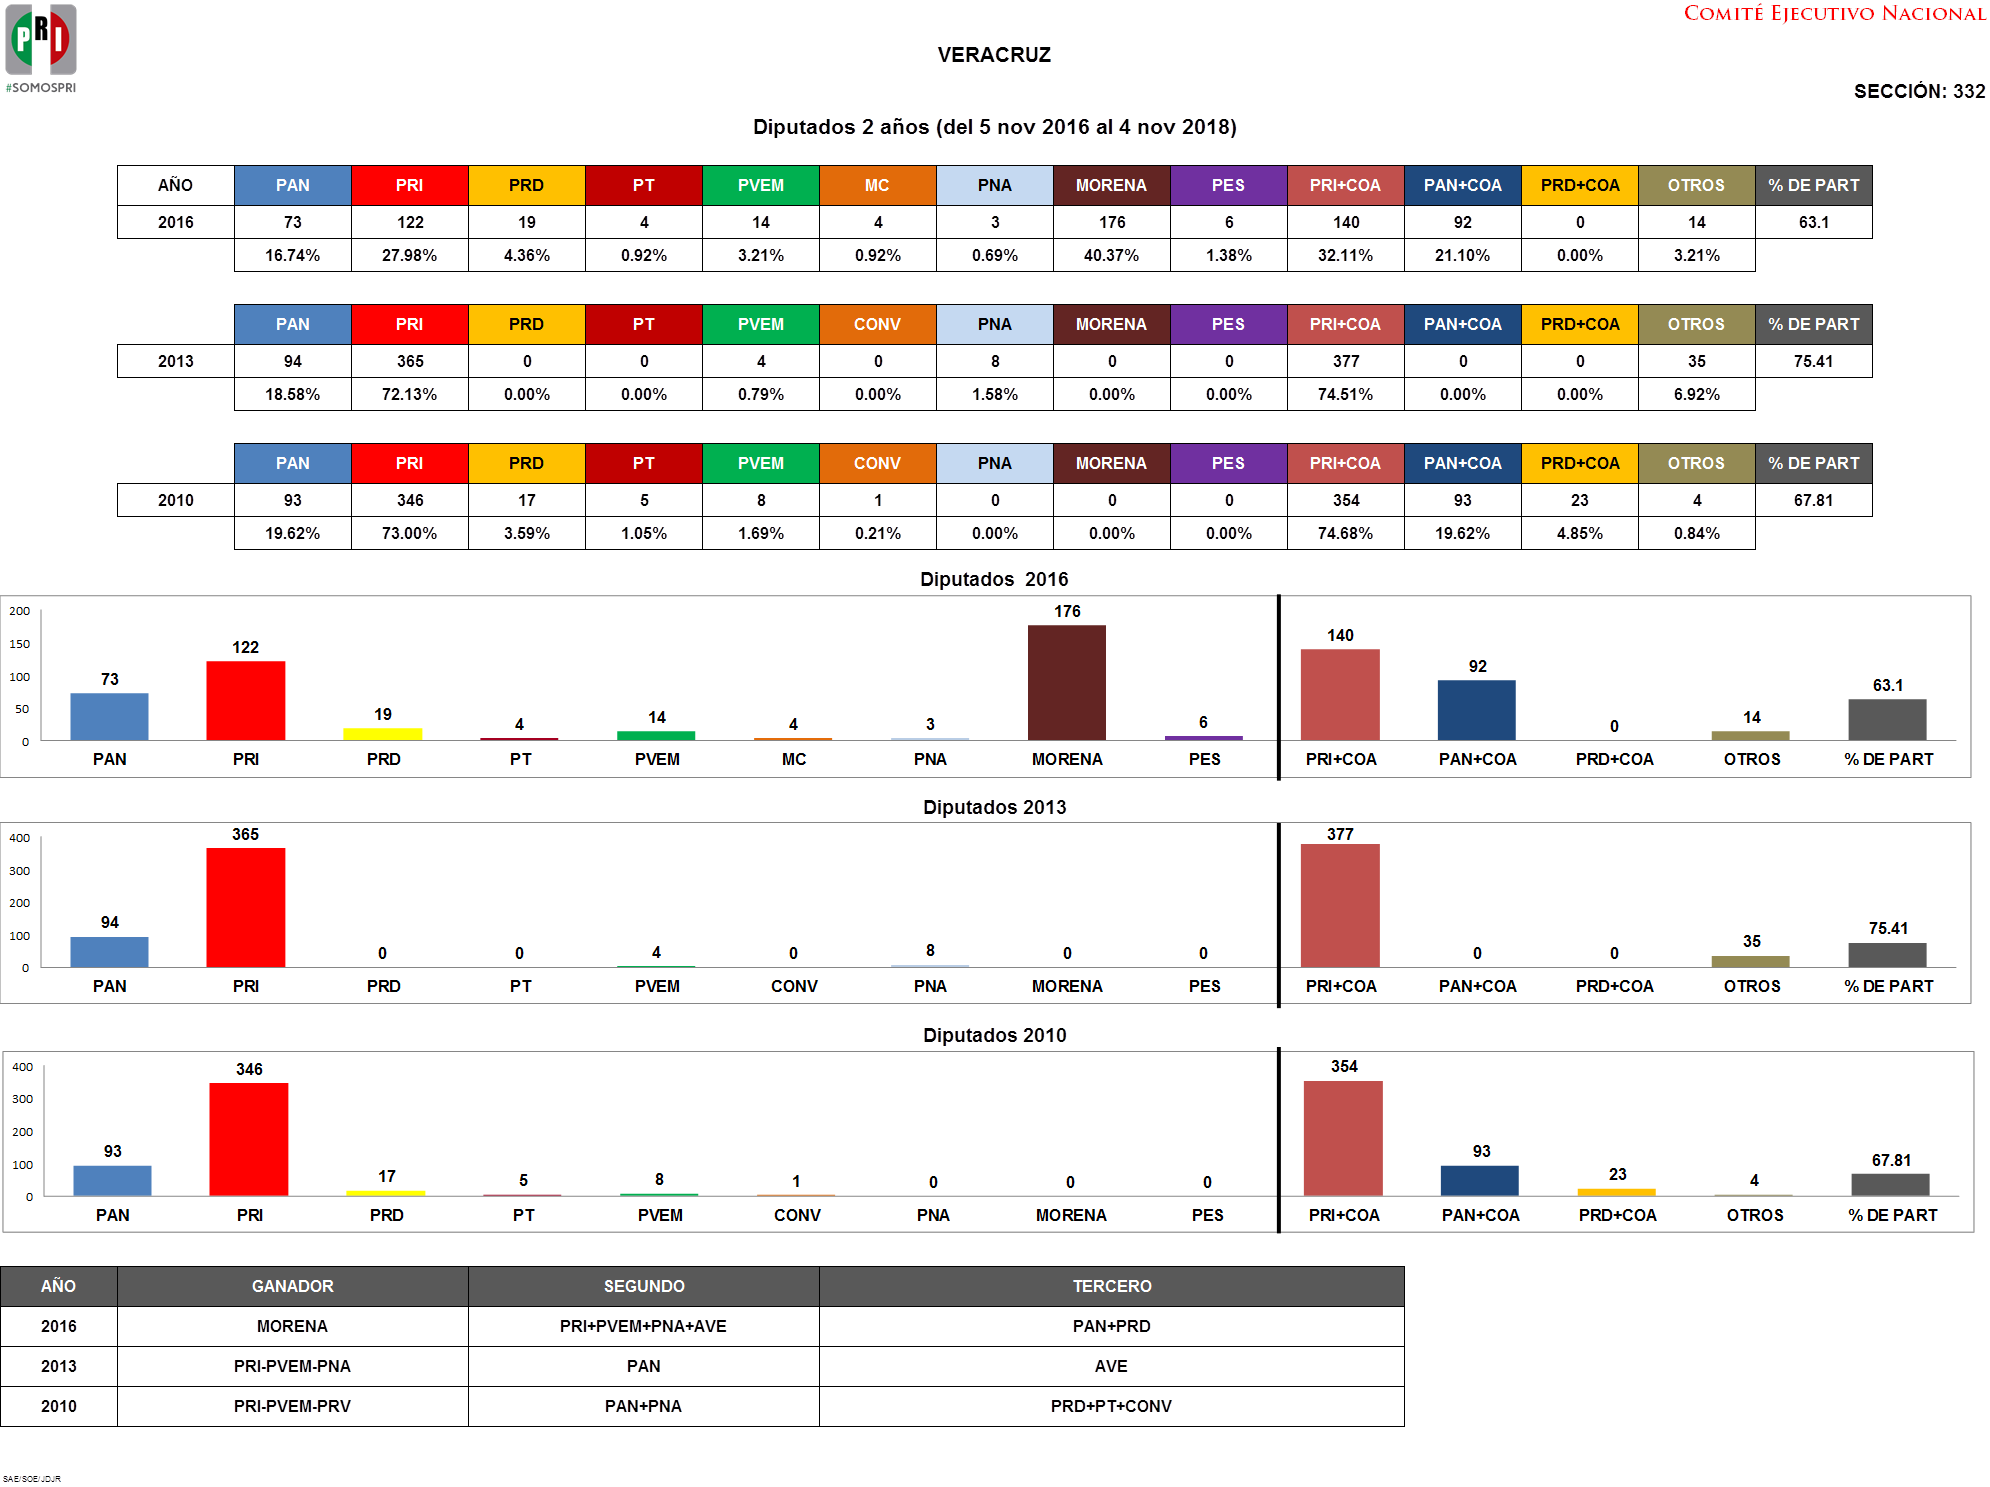 COMITÉ EJECUTIVO NACIONAL
PRI
#SOMOSPRI
VERACRUZ
SECCIÓN: 332
Diputados 2 años (del 5 nov 2016 al 4 nov 2018)
AÑO PAN PRI PRD PT PVEM MC PNA MORENA PES PRI+COA PAN+COA PRD+COA OTROS % DE PART
2016 73 122 19 4 14 4 3 176 6 140 92 0 14 63.1
16.74% 27.98% 4.36% 0.92% 3.21% 0.92% 0.69% 40.37% 1.38% 32.11% 21.10% 0.00% 3.21%
PAN PRI PRD PT PVEM CONV PNA MORENA PES PRI+COA PAN+COA PRD+COA OTROS % DE PART
2013 94 365 0 0 4 0 8 0 0 377 0 0 35 75.41
18.58% 72.13% 0.00% 0.00% 0.79% 0.00% 1.58% 0.00% 0.00% 74.51% 0.00% 0.00% 6.92%
PAN PRI PRD PT PVEM CONV PNA MORENA PES PRI+COA PAN+COA PRD+COA OTROS % DE PART
2010 93 346 17 5 8 1 0 0 0 354 93 23 4 67.81
19.62% 73.00% 3.59% 1.05% 1.69% 0.21% 0.00% 0.00% 0.00% 74.68% 19.62% 4.85% 0.84%
Diputados 2016
200
150
100
50
0
73 122 19 4 14 4 3 176 6 140 92 0 14 63.1
PAN PRI PRD PT PVEM MC PNA MORENA PES PRI+COA PAN+COA PRD+COA OTROS % DE PART
Diputados 2013
400
300
200
100
0
94 365 0 0 4 0 8 0 0 377 0 0 35 75.41
PAN PRI PRD PT PVEM CONV PNA MORENA PES PRI+COA PAN+COA PRD+COA OTROS % DE PART
Diputados 2010
400
300
200
100
0
93 346 17 5 8 1 0 0 0 354 93 23 4 67.81
PAN PRI PRD PT PVEM CONV PNA MORENA PES PRI+COA PAN+COA PRD+COA OTROS % DE PART
AÑO GANADOR SEGUNDO TERCERO
2016 MORENA PRI+PVEM+PNA+AVE PAN+PRD
2013 PRI-PVEM-PNA PAN AVE
2010 PRI-PVEM-PRV PAN+PNA PRD+PT+CONV
SAE/SOE/JDJR